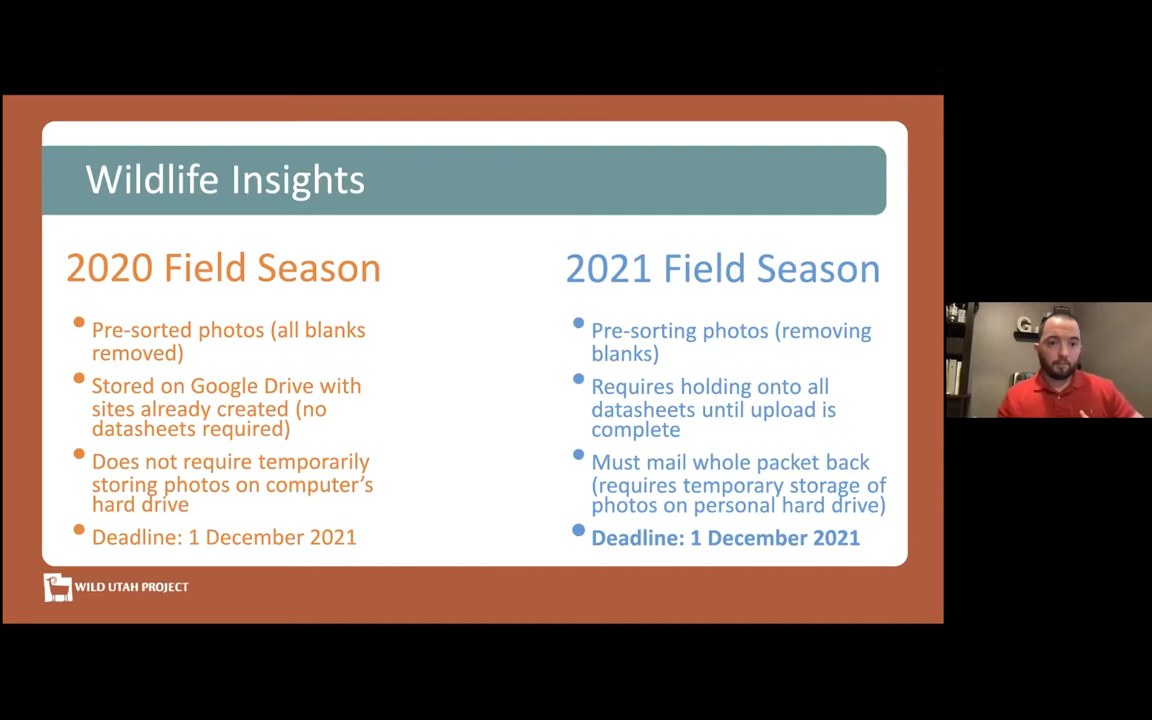 Wildlife Insights
2020 Field Season
• Pre-sorted photos (all blanks
removed)
• Stored on Google Drive with
sites already created (no
datasheets required)
• Does not require temporarily
storing photos on computer's
hard drive
• Deadline: 1 December 2021
2021 Field Season
• Pre-sorting photos (removing
blanks)
• Requires holding onto all
datasheets until upload is
complete
• Must mail whole packet back
(requires temporary storage of
photos on personal hard drive)
• Deadline: 1 December 2021
WILD UTAH PROJECT
G